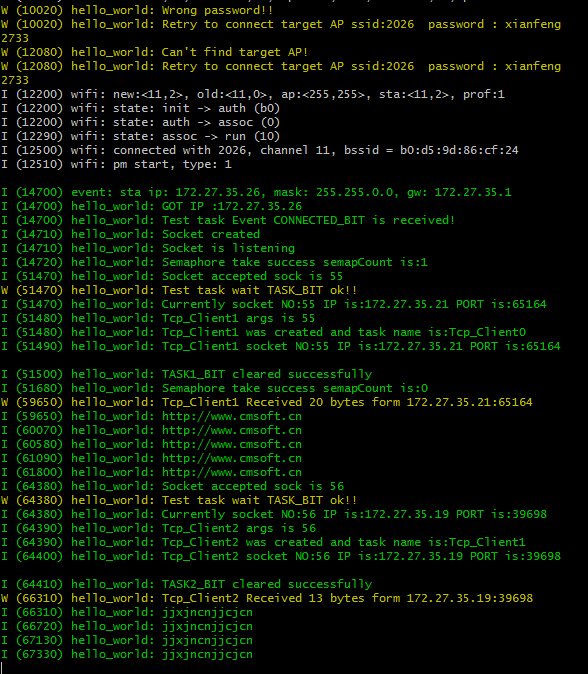 W (10020) hello_world: Wrong password!!
W (10020) hello_world: Retry to connect target AP ssid:2026  password : xianfeng
2733
W (12080) hello_world: Can't find target AP!
W (12080) hello_world: Retry to connect target AP ssid:2026  password : xianfeng
2733
I (12200) wifi: new:<11,2>, old:<11,0>, ap:<255,255>, sta:<11,2>, prof:1
I (12200) wifi: state: init -> auth (b0)
I (12200) wifi: state: auth -> assoc (0)
I (12290) wifi: state: assoc -> run (10)
I (12500) wifi: connected with 2026, channel 11, bssid = b0:d5:9d:86:cf:24
I (12510) wifi: pm start, type: 1
I (14700) event: sta ip: 172.27.35.26, mask: 255.255.0.0, gw: 172.27.35.1
I (14700) hello_world: GOT IP :172.27.35.26
I (14700) hello_world: Test task Event CONNECTED_BIT is received!
I (14710) hello_world: Socket created
I (14710) hello_world: Socket is listening
I (14720) hello_world: Semaphore take success semapCount is:1
I (51470) hello_world: Socket accepted sock is 55
W (51470) hello_world: Test task wait TASK_BIT ok!!
I (51470) hello_world: Currently socket NO:55 IP is:172.27.35.21 PORT is:65164
I (51480) hello_world: Tcp_Client1 args is 55
I (51480) hello_world: Tcp_Client1 was created and task name is:Tcp_Client0
I (51490) hello_world: Tcp_Client1 socket NO:55 IP is:172.27.35.21 PORT is:65164
I (51500) hello_world: TASK1_BIT cleared successfully
I (51680) hello_world: Semaphore take success semapCount is:0
W (59650) hello_world: Tcp_Client1 Received 20 bytes form 172.27.35.21:65164
I (59650) hello_world: http://www.cmsoft.cn
I (60070) hello_world: http://www.cmsoft.cn
I (60580) hello_world: http://www.cmsoft.cn
I (61090) hello_world: http://www.cmsoft.cn
I (61800) hello_world: http://www.cmsoft.cn
I (64380) hello_world: Socket accepted sock is 56
W (64380) hello_world: Test task wait TASK_BIT ok!!
I (64380) hello_world: Currently socket NO:56 IP is:172.27.35.19 PORT is:39698
I (64390) hello_world: Tcp_Client2 args is 56
I (64390) hello_world: Tcp_Client2 was created and task name is:Tcp_Client1
I (64400) hello_world: Tcp_Client2 socket NO:56 IP is:172.27.35.19 PORT is:39698
I (64410) hello_world: TASK2_BIT cleared successfully
W (66310) hello_world: Tcp_Client2 Received 13 bytes form 172.27.35.19:39698
I (66310) hello_world: jjxjncnjjcjcn
I (66720) hello_world: jjxjncnjjcjcn
I (67130) hello_world: jjxjncnjjcjcn
I (67330) hello_world: jjxjncnjjcjcn